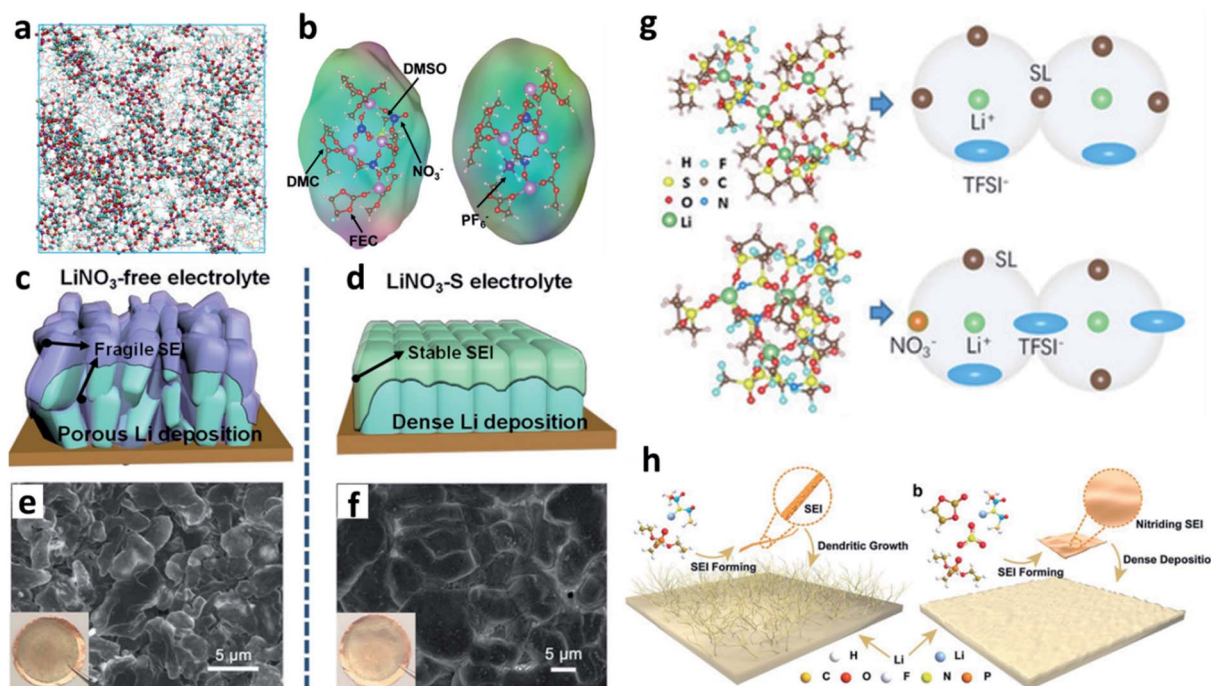 a
b
DMSO
DMC
NO₃⁻
PF₆⁻
FEC
c
LiNO₃-free electrolyte
Fragile SEI
Porous Li deposition
d
LiNO₃-S electrolyte
Stable SEI
Dense Li deposition
e
5 µm
f
5 µm
g
H F
S C
O N
Li
SL
Li⁺
TFSI⁻
SL
NO₃⁻
Li⁺
TFSI⁻
h
SEI
SEI Forming
Dendritic Growth
b
Nitriding SEI
SEI Forming
Dense Depositio
Li
H Li
C O F N P